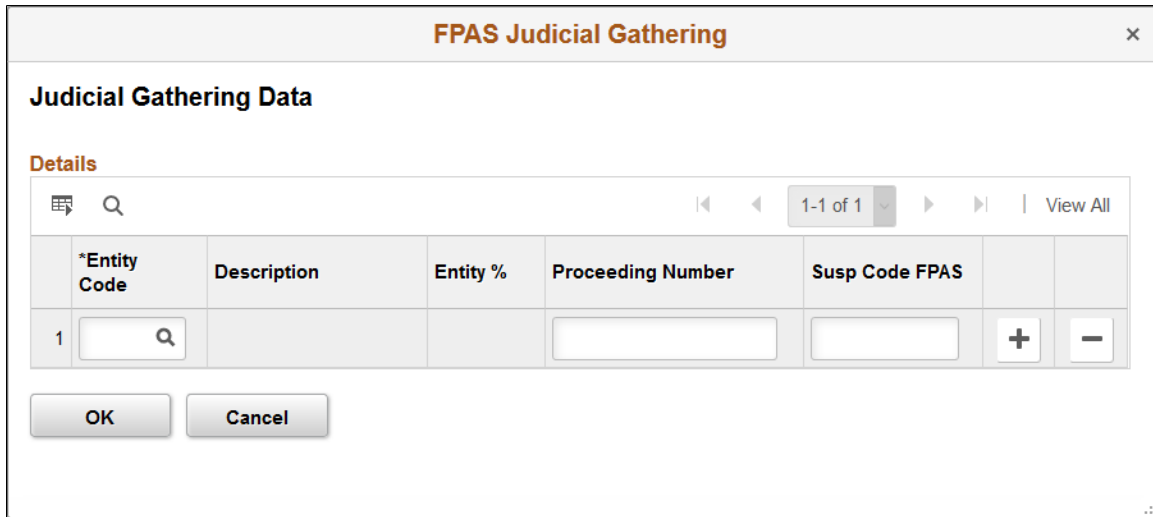 FPAS Judicial Gathering
Judicial Gathering Data
Details
1-1 of 1 | View All
*Entity Code Description Entity % Proceeding Number Susp Code FPAS
1
OK Cancel